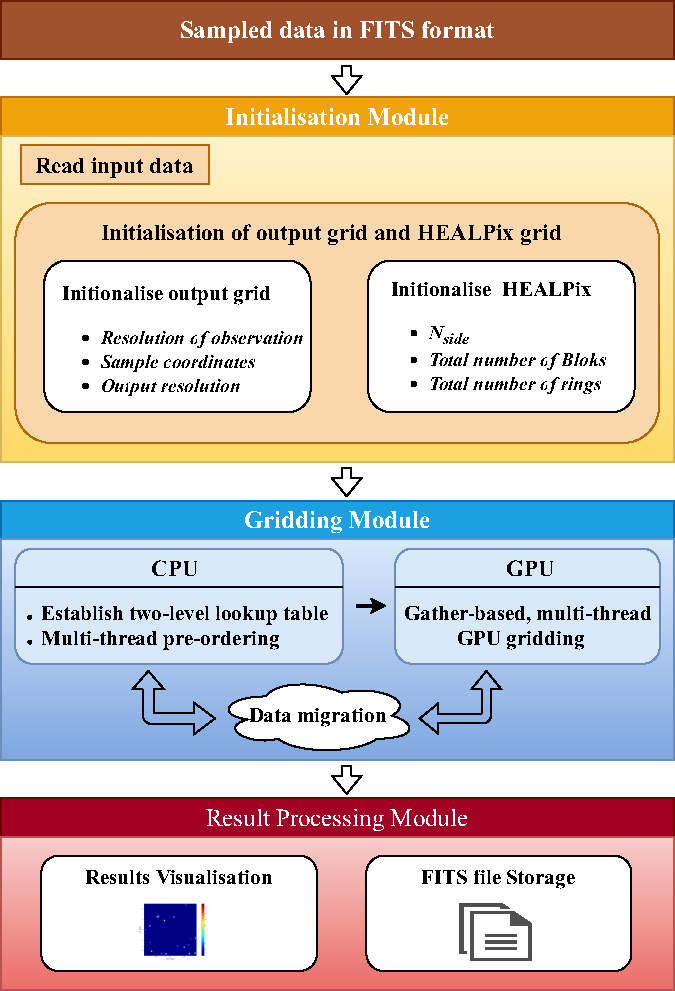 Sampled data in FITS format
Initialisation Module
Read input data
Initialisation of output grid and HEALPix grid
Initionalise output grid
• Resolution of observation
• Sample coordinates
• Output resolution
Initionalise HEALPix
• Nside
• Total number of Bloks
• Total number of rings
Gridding Module
CPU
• Establish two-level lookup table
• Multi-thread pre-ordering
GPU
Gather-based, multi-thread
GPU gridding
Data migration
Result Processing Module
Results Visualisation
FITS file Storage